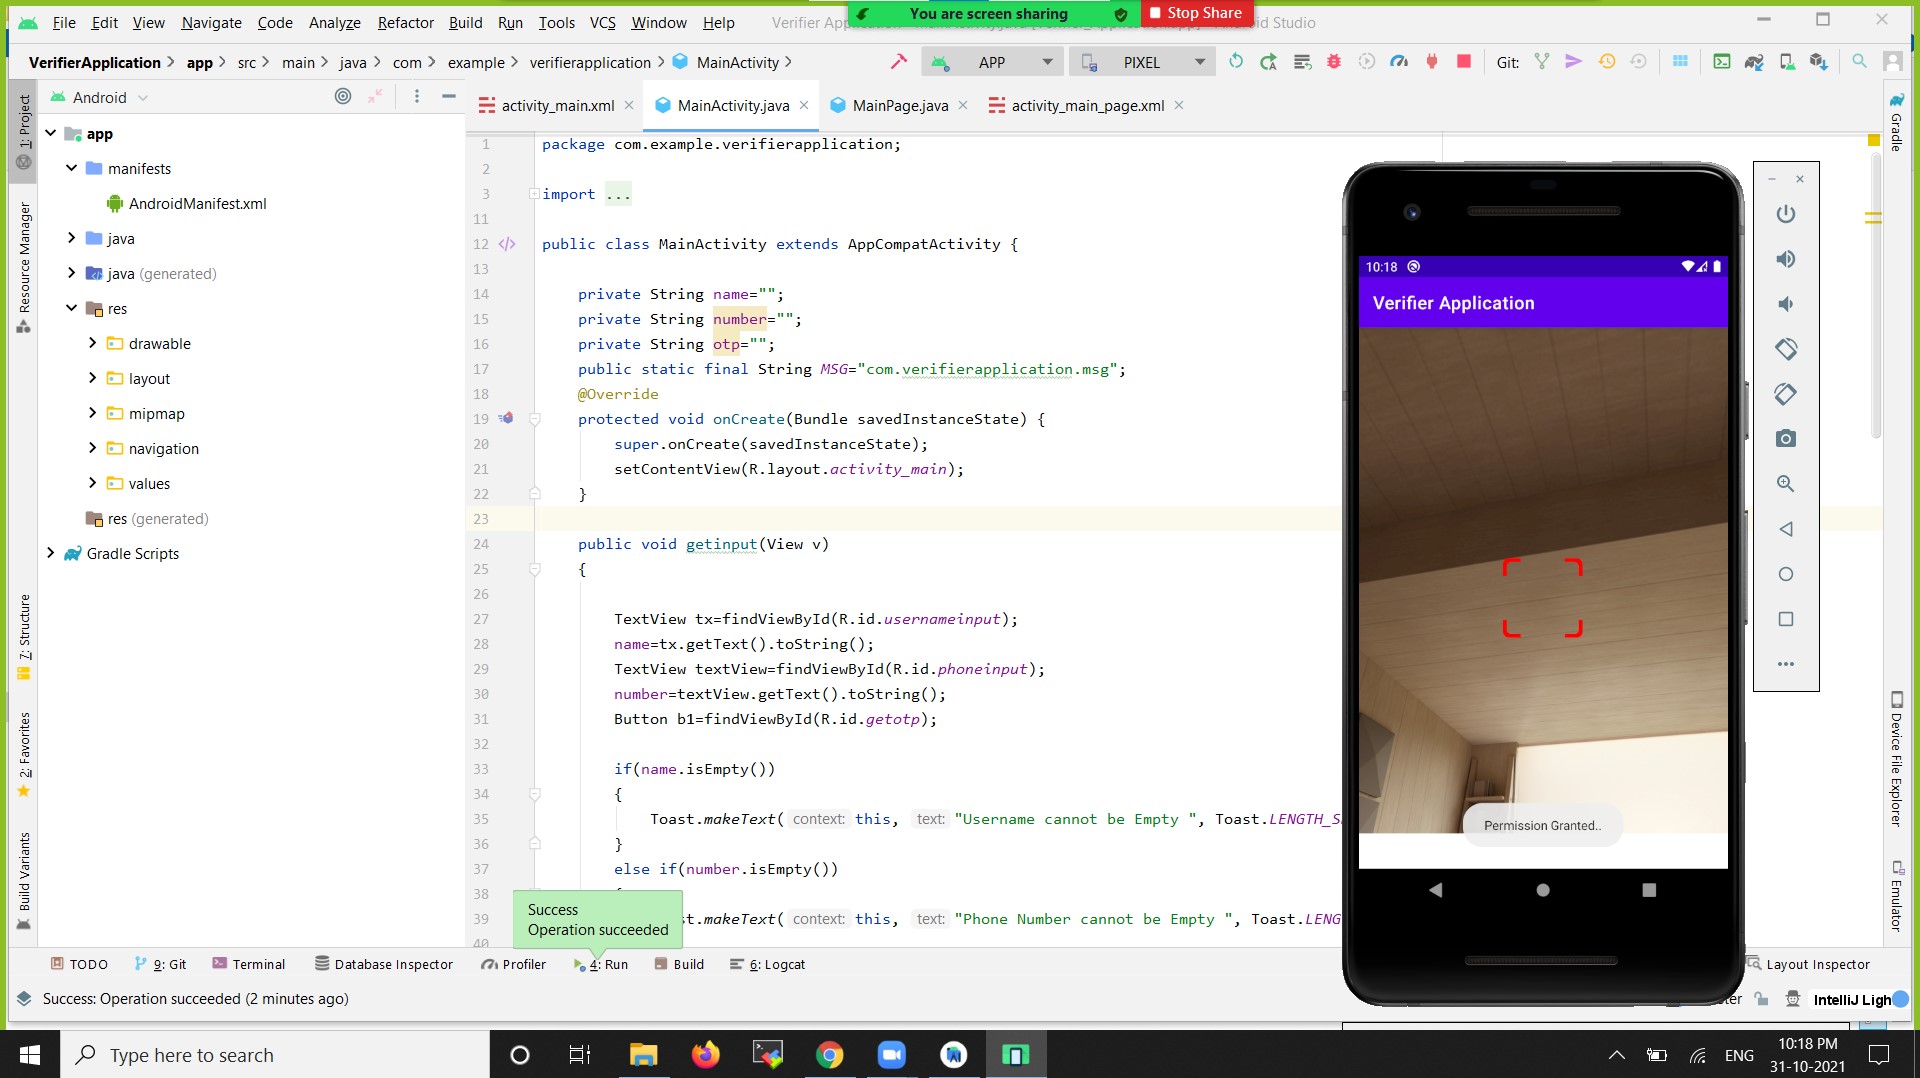 You are screen sharing
Stop Share
File Edit View Navigate Code Analyze Refactor Build Run Tools VCS Window Help
VerifierApplication app src main java com example verifierapplication MainActivity
APP PIXEL Git:
Android
activity_main.xml MainActivity.java MainPage.java activity_main_page.xml
app
manifests
AndroidManifest.xml
java
java (generated)
res
drawable
layout
mipmap
navigation
values
res (generated)
Gradle Scripts
1: Project
Resource Manager
7: Structure
2: Favorites
Build Variants
1 package com.example.verifierapplication;
2
3 import ...
11
12 public class MainActivity extends AppCompatActivity {
13
14 private String name="";
15 private String number="";
16 private String otp="";
17 public static final String MSG="com.verifierapplication.msg";
18 @Override
19 protected void onCreate(Bundle savedInstanceState) {
20 super.onCreate(savedInstanceState);
21 setContentView(R.layout.activity_main);
22 }
23
24 public void getinput(View v)
25 {
26
27 TextView tx=findViewById(R.id.usernameinput);
28 name=tx.getText().toString();
29 TextView textView=findViewById(R.id.phoneinput);
30 number=textView.getText().toString();
31 Button b1=findViewById(R.id.getotp);
32
33 if(name.isEmpty())
34 {
35 Toast.makeText( context: this, text: "Username cannot be Empty ", Toast.LENGTH_S
36 }
37 else if(number.isEmpty())
38
39 st.makeText( context: this, text: "Phone Number cannot be Empty ", Toast.LENG
40
Success
Operation succeeded
10:18
Verifier Application
Permission Granted..
Gradle
Device File Explorer
Emulator
TODO 9: Git Terminal Database Inspector Profiler 4: Run Build 6: Logcat Layout Inspector
Success: Operation succeeded (2 minutes ago)
IntelliJ Ligh
Type here to search
ENG
10:18 PM
31-10-2021